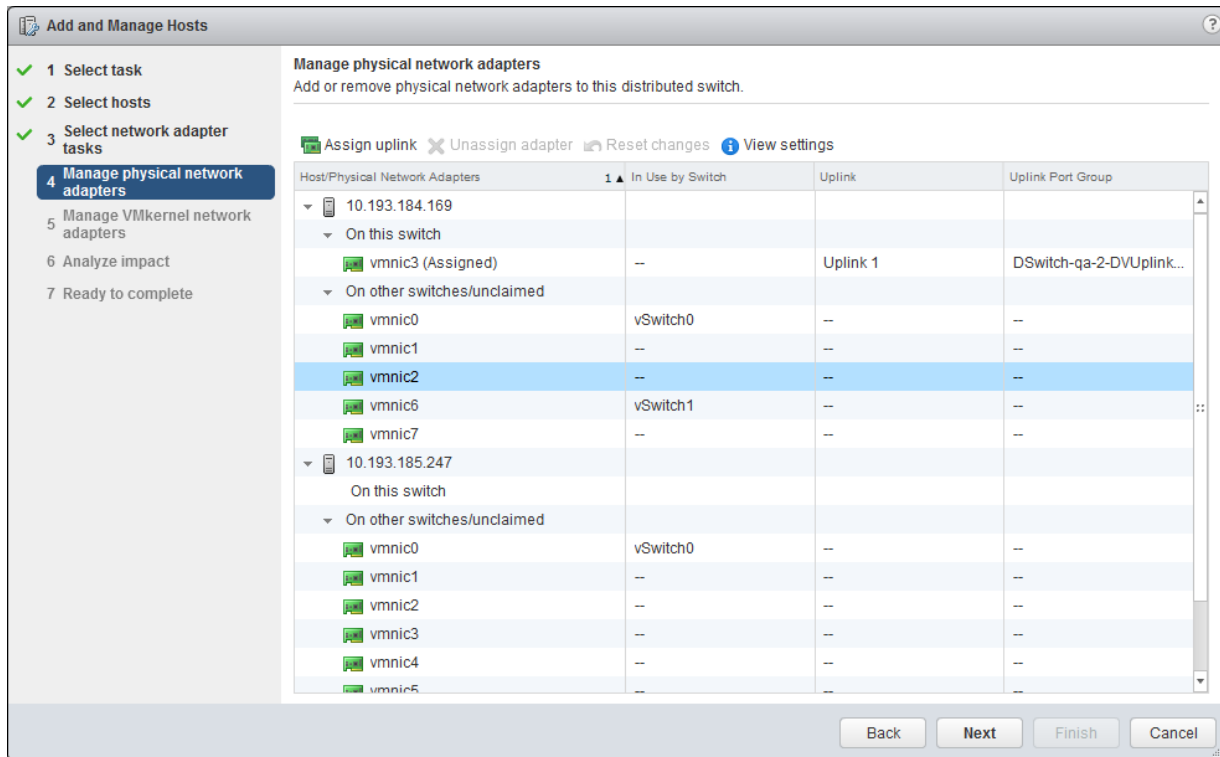 Add and Manage Hosts
?
1 Select task
2 Select hosts
3 Select network adapter
tasks
4 Manage physical network
adapters
5 Manage VMkernel network
adapters
6 Analyze impact
7 Ready to complete
Manage physical network adapters
Add or remove physical network adapters to this distributed switch.
Assign uplink Unassign adapter Reset changes View settings
Host/Physical Network Adapters 1 ▲ In Use by Switch Uplink Uplink Port Group
10.193.184.169
On this switch
vmnic3 (Assigned) -- Uplink 1 DSwitch-qa-2-DVUplink...
On other switches/unclaimed
vmnic0 vSwitch0 -- --
vmnic1 -- -- --
vmnic2 -- -- --
vmnic6 vSwitch1 -- --
vmnic7 -- -- --
10.193.185.247
On this switch
On other switches/unclaimed
vmnic0 vSwitch0 -- --
vmnic1 -- -- --
vmnic2 -- -- --
vmnic3 -- -- --
vmnic4 -- -- --
vmnic5 -- -- --
Back Next Finish Cancel